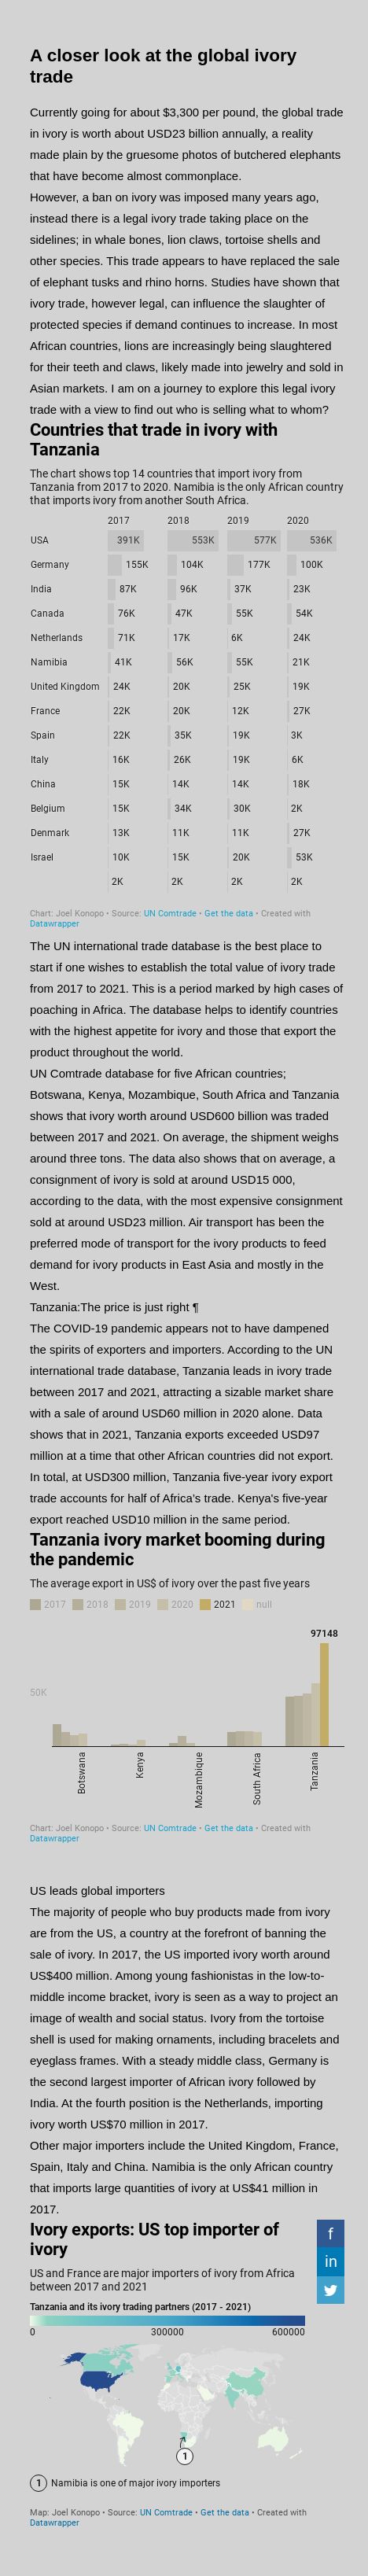 A closer look at the global ivory
trade
Currently going for about $3,300 per pound, the global trade
in ivory is worth about USD23 billion annually, a reality
made plain by the gruesome photos of butchered elephants
that have become almost commonplace.
However, a ban on ivory was imposed many years ago,
instead there is a legal ivory trade taking place on the
sidelines; in whale bones, lion claws, tortoise shells and
other species. This trade appears to have replaced the sale
of elephant tusks and rhino horns. Studies have shown that
ivory trade, however legal, can influence the slaughter of
protected species if demand continues to increase. In most
African countries, lions are increasingly being slaughtered
for their teeth and claws, likely made into jewelry and sold in
Asian markets. I am on a journey to explore this legal ivory
trade with a view to find out who is selling what to whom?
Countries that trade in ivory with
Tanzania
The chart shows top 14 countries that import ivory from
Tanzania from 2017 to 2020. Namibia is the only African country
that imports ivory from another South Africa.
2017 2018 2019 2020
USA 391K 553K 577K 536K
Germany 155K 104K 177K 100K
India 87K 96K 37K 23K
Canada 76K 47K 55K 54K
Netherlands 71K 17K 6K 24K
Namibia 41K 56K 55K 21K
United Kingdom 24K 20K 25K 19K
France 22K 20K 12K 27K
Spain 22K 35K 19K 3K
Italy 16K 26K 19K 6K
China 15K 14K 14K 18K
Belgium 15K 34K 30K 2K
Denmark 13K 11K 11K 27K
Israel 10K 15K 20K 53K
2K 2K 2K 2K
Chart: Joel Konopo • Source: UN Comtrade • Get the data • Created with
Datawrapper
The UN international trade database is the best place to
start if one wishes to establish the total value of ivory trade
from 2017 to 2021. This is a period marked by high cases of
poaching in Africa. The database helps to identify countries
with the highest appetite for ivory and those that export the
product throughout the world.
UN Comtrade database for five African countries;
Botswana, Kenya, Mozambique, South Africa and Tanzania
shows that ivory worth around USD600 billion was traded
between 2017 and 2021. On average, the shipment weighs
around three tons. The data also shows that on average, a
consignment of ivory is sold at around USD15 000,
according to the data, with the most expensive consignment
sold at around USD23 million. Air transport has been the
preferred mode of transport for the ivory products to feed
demand for ivory products in East Asia and mostly in the
West.
Tanzania:The price is just right ¶
The COVID-19 pandemic appears not to have dampened
the spirits of exporters and importers. According to the UN
international trade database, Tanzania leads in ivory trade
between 2017 and 2021, attracting a sizable market share
with a sale of around USD60 million in 2020 alone. Data
shows that in 2021, Tanzania exports exceeded USD97
million at a time that other African countries did not export.
In total, at USD300 million, Tanzania five-year ivory export
trade accounts for half of Africa's trade. Kenya's five-year
export reached USD10 million in the same period.
Tanzania ivory market booming during
the pandemic
The average export in US$ of ivory over the past five years
2017 2018 2019 2020 2021 null
97148
50K
Botswana
Kenya
Mozambique
South Africa
Tanzania
Chart: Joel Konopo • Source: UN Comtrade • Get the data • Created with
Datawrapper
US leads global importers
The majority of people who buy products made from ivory
are from the US, a country at the forefront of banning the
sale of ivory. In 2017, the US imported ivory worth around
US$400 million. Among young fashionistas in the low-to-
middle income bracket, ivory is seen as a way to project an
image of wealth and social status. Ivory from the tortoise
shell is used for making ornaments, including bracelets and
eyeglass frames. With a steady middle class, Germany is
the second largest importer of African ivory followed by
India. At the fourth position is the Netherlands, importing
ivory worth US$70 million in 2017.
Other major importers include the United Kingdom, France,
Spain, Italy and China. Namibia is the only African country
that imports large quantities of ivory at US$41 million in
2017.
Ivory exports: US top importer of
ivory
f
in
US and France are major importers of ivory from Africa
between 2017 and 2021
Tanzania and its ivory trading partners (2017 - 2021)
0 300000 600000
1
1 Namibia is one of major ivory importers
Map: Joel Konopo • Source: UN Comtrade • Get the data • Created with
Datawrapper